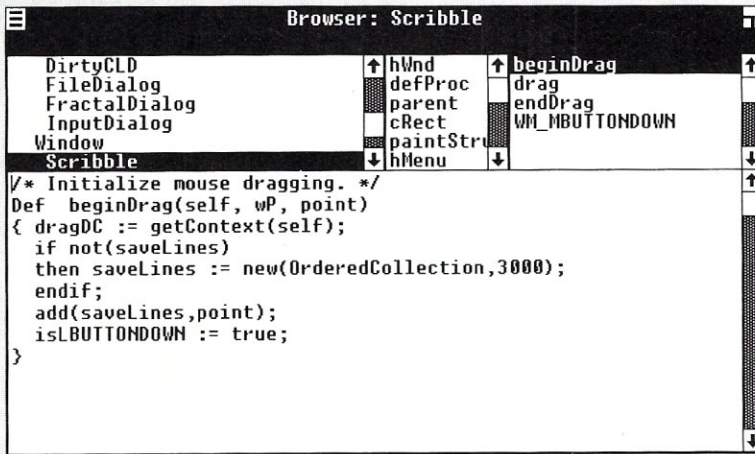 Browser: Scribble
DirtyCLD
FileDialog
FractalDialog
InputDialog
Window
Scribble
hWnd
defProc
parent
cRect
paintStru
hMenu
beginDrag
drag
endDrag
WM_MBUTTONDOWN
/* Initialize mouse dragging. */
Def  beginDrag(self, wP, point)
{ dragDC := getContext(self);
  if not(saveLines)
  then saveLines := new(OrderedCollection,3000);
  endif;
  add(saveLines,point);
  isLBUTTONDOWN := true;
}